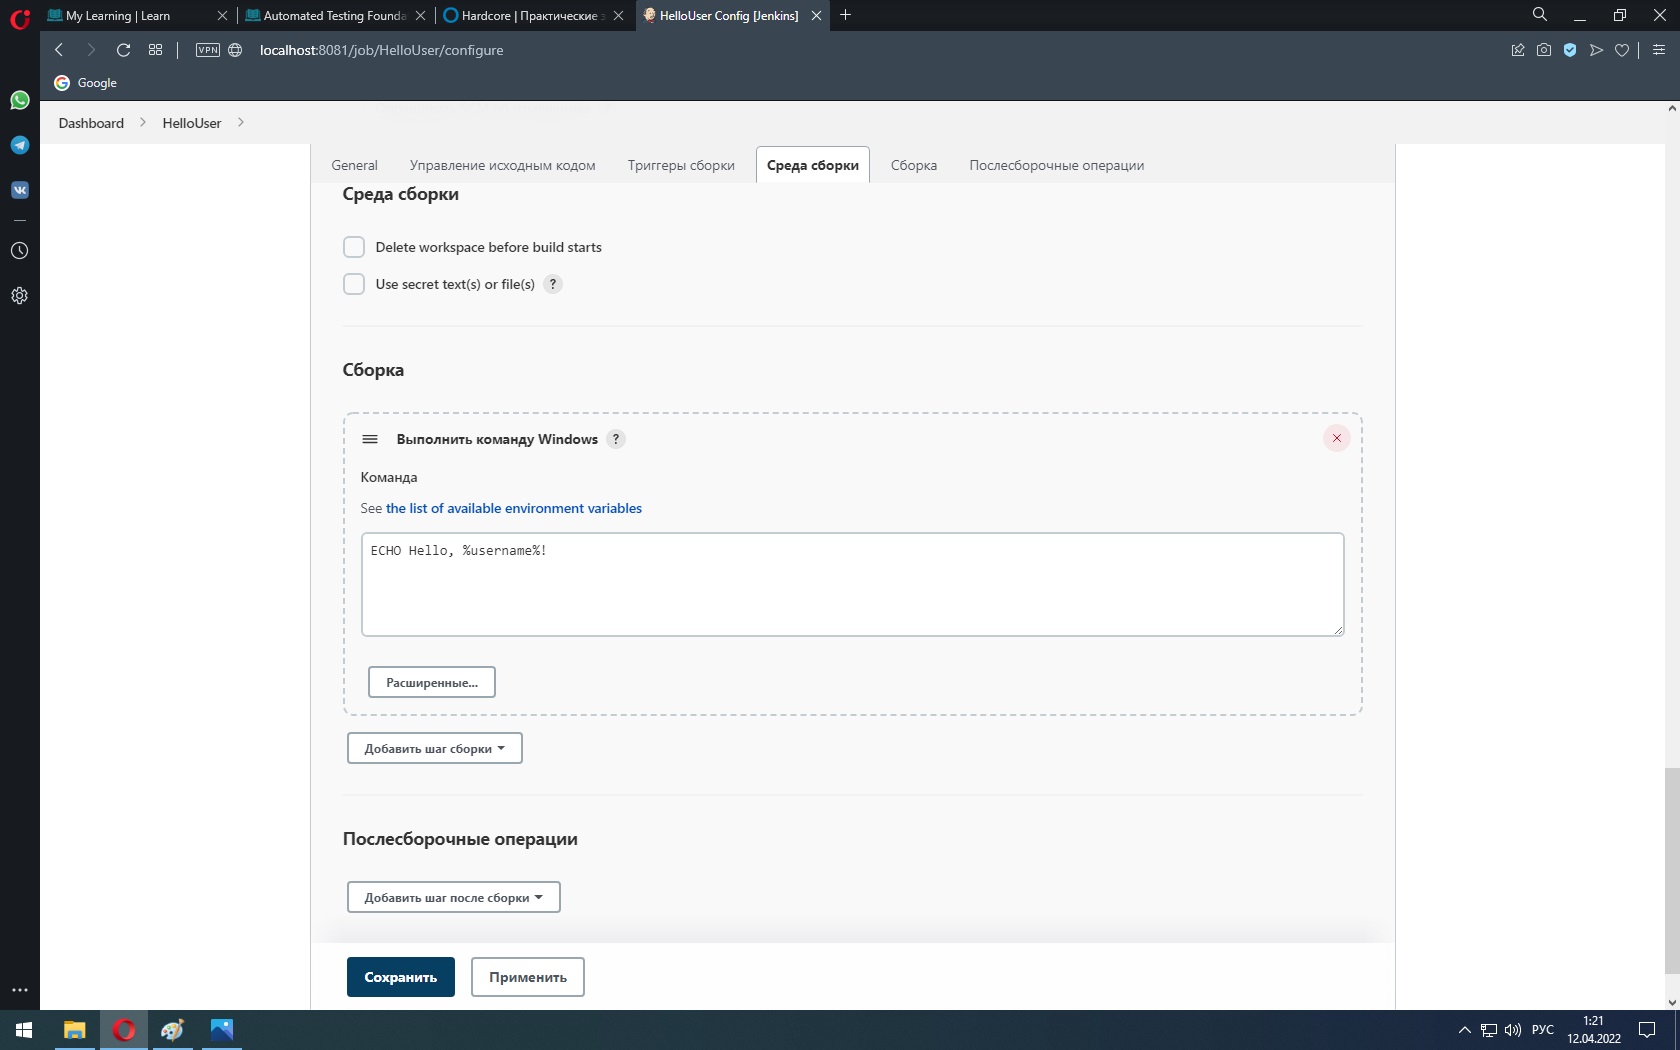 My Learning | Learn
Automated Testing Founda
Hardcore | Практические з
HelloUser Config [Jenkins]
VPN
localhost:8081/job/HelloUser/configure
Google
Dashboard
HelloUser
General
Управление исходным кодом
Триггеры сборки
Среда сборки
Сборка
Послесборочные операции
Среда сборки
Delete workspace before build starts
Use secret text(s) or file(s) ?
Сборка
Выполнить команду Windows ?
Команда
See the list of available environment variables
ECHO Hello, %username%!
Расширенные...
Добавить шаг сборки
Послесборочные операции
Добавить шаг после сборки
Сохранить
Применить
РУС
1:21
12.04.2022